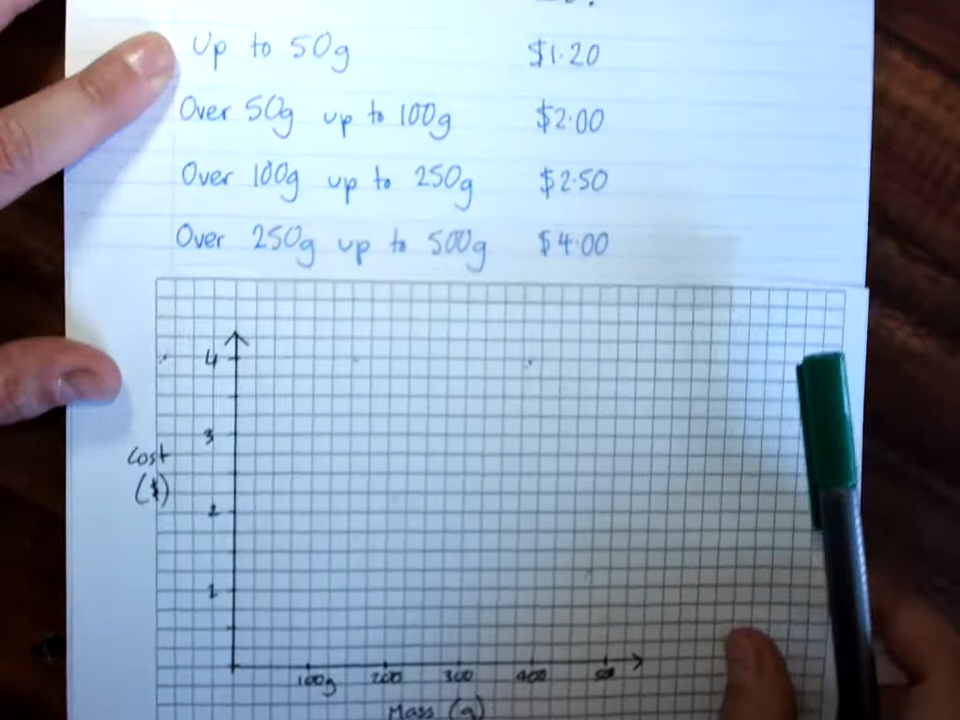 Up to 50g $1.20
Over 50g up to 100g $2.00
Over 100g up to 250g $2.50
Over 250g up to 500g $4.00
4
3
Cost
($)
2
1
100g 200 300 400 500
Mass (g)